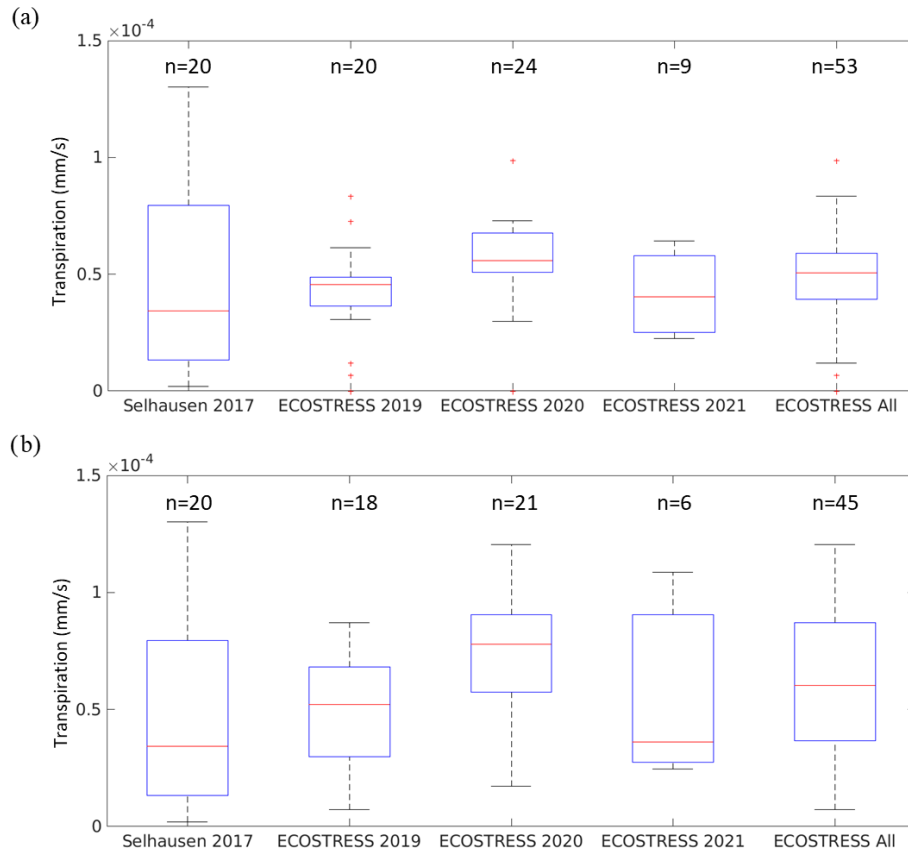 (a)
×10⁻⁴
1.5
n=20 n=20 n=24 n=9 n=53
1
Transpiration (mm/s)
0.5
0
Selhausen 2017 ECOSTRESS 2019 ECOSTRESS 2020 ECOSTRESS 2021 ECOSTRESS All
(b)
×10⁻⁴
1.5
n=20 n=18 n=21 n=6 n=45
1
Transpiration (mm/s)
0.5
0
Selhausen 2017 ECOSTRESS 2019 ECOSTRESS 2020 ECOSTRESS 2021 ECOSTRESS All